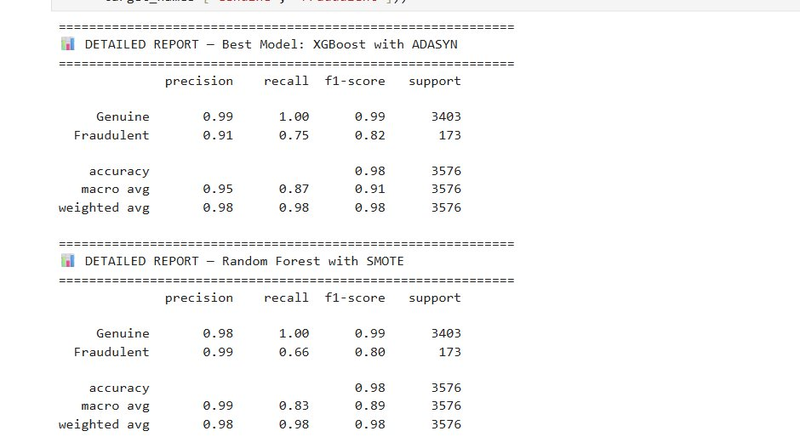 ============================================================
📊 DETAILED REPORT — Best Model: XGBoost with ADASYN
============================================================
              precision    recall  f1-score   support

     Genuine       0.99      1.00      0.99      3403
  Fraudulent       0.91      0.75      0.82       173

    accuracy                           0.98      3576
   macro avg       0.95      0.87      0.91      3576
weighted avg       0.98      0.98      0.98      3576

============================================================
📊 DETAILED REPORT — Random Forest with SMOTE
============================================================
              precision    recall  f1-score   support

     Genuine       0.98      1.00      0.99      3403
  Fraudulent       0.99      0.66      0.80       173

    accuracy                           0.98      3576
   macro avg       0.99      0.83      0.89      3576
weighted avg       0.98      0.98      0.98      3576